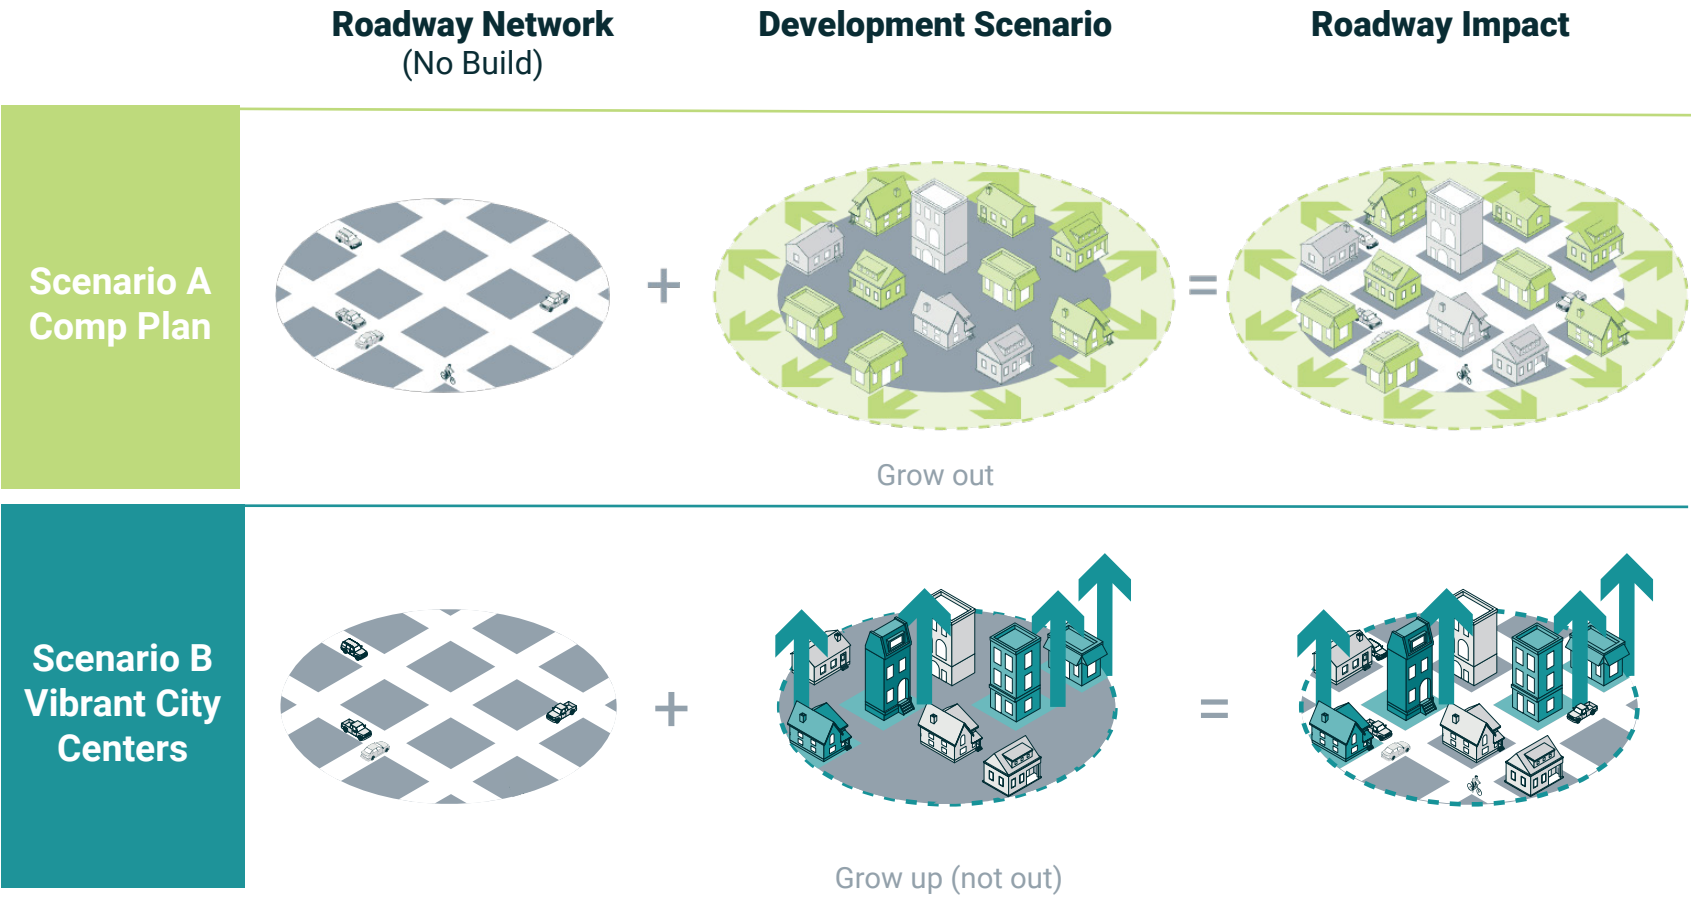 Roadway Network
(No Build)
Development Scenario
Roadway Impact
Scenario A
Comp Plan
+
=
Grow out
Scenario B
Vibrant City
Centers
+
=
Grow up (not out)